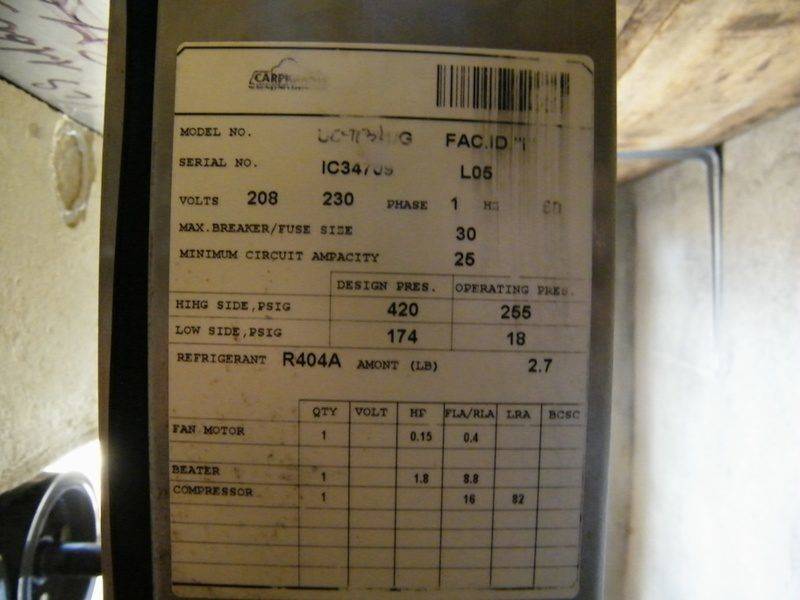 MODEL NO. FAC.ID "I"
SERIAL NO. L05
VOLTS 208 230 PHASE 1
MAX.BREAKER/FUSE SIZE 30
MINIMUM CIRCUIT AMPACITY 25
DESIGN PRES. OPERATING PRES.
HIHG SIDE,PSIG 420 255
LOW SIDE,PSIG 174 18
REFRIGERANT R404A AMONT (LB) 2.7
QTY VOLT HF FLA/RLA LRA BCSC
FAN MOTOR 1 0.15 0.4
BEATER 1 1.8 8.8
COMPRESSOR 1 16 82